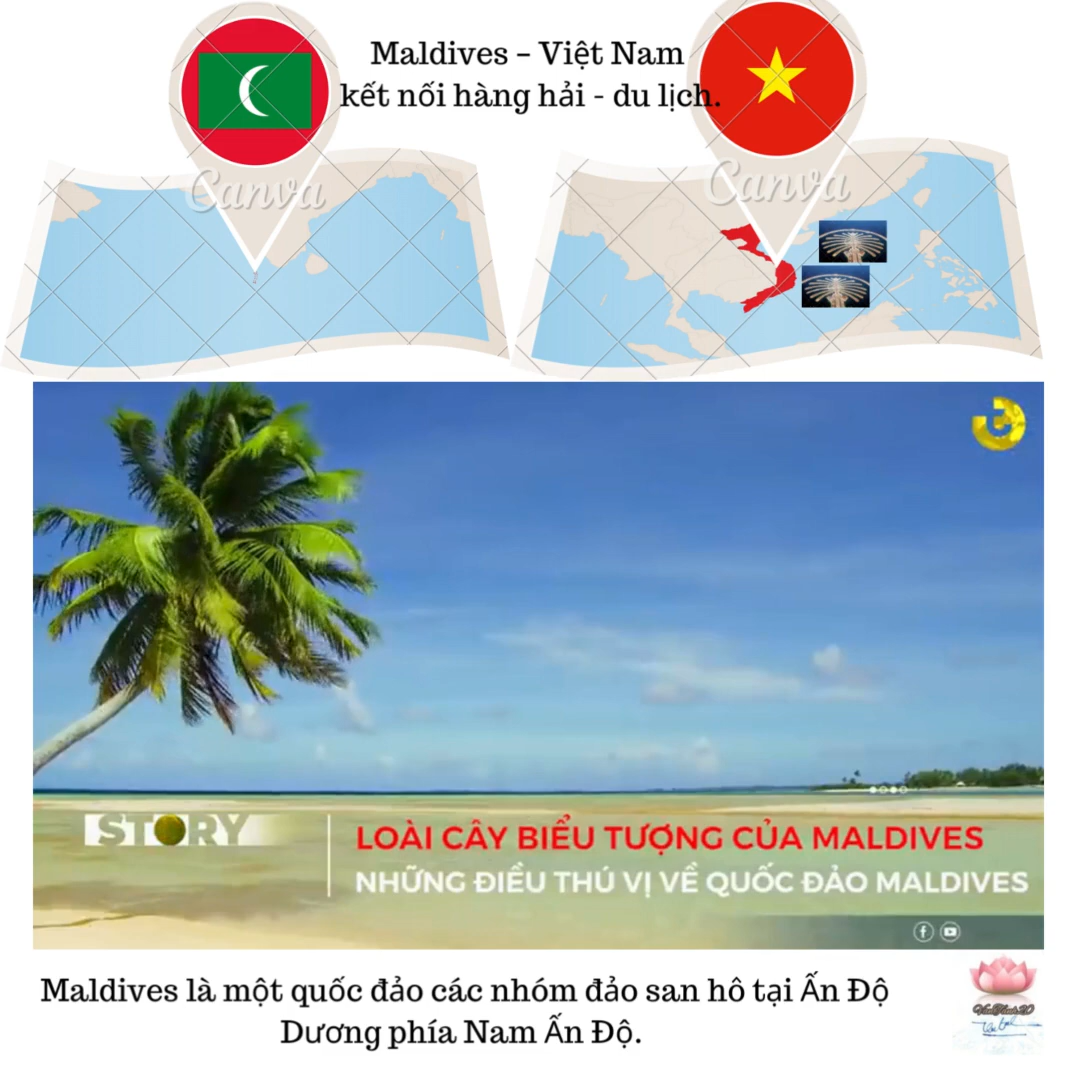 Maldives – Việt Nam
kết nối hàng hải - du lịch.
Canva
Canva
STORY
LOÀI CÂY BIỂU TƯỢNG CỦA MALDIVES
NHỮNG ĐIỀU THÚ VỊ VỀ QUỐC ĐẢO MALDIVES
Maldives là một quốc đảo các nhóm đảo san hô tại Ấn Độ
Dương phía Nam Ấn Độ.